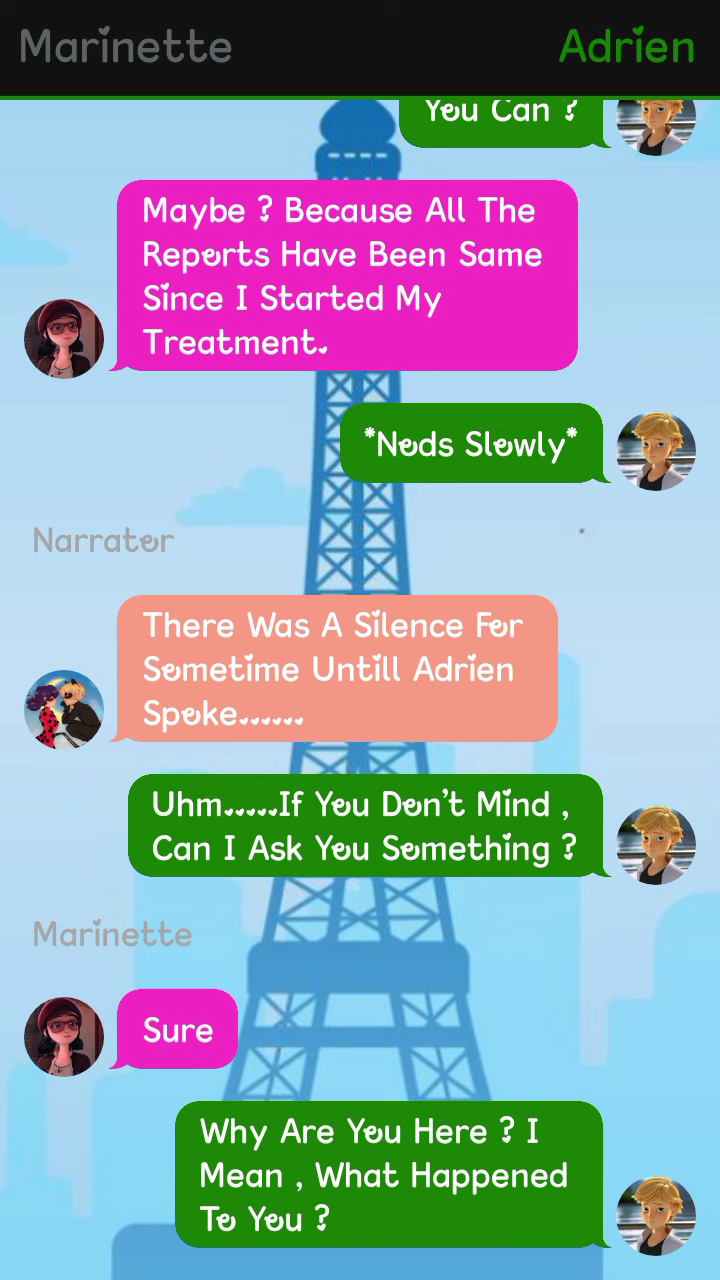 Marinette
Adrien
You Can ?
Maybe ? Because All The
Reports Have Been Same
Since I Started My
Treatment.
*Nods Slowly*
Narrator
There Was A Silence For
Sometime Untill Adrien
Spoke......
Uhm.....If You Don't Mind ,
Can I Ask You Something ?
Marinette
Sure
Why Are You Here ? I
Mean , What Happened
To You ?